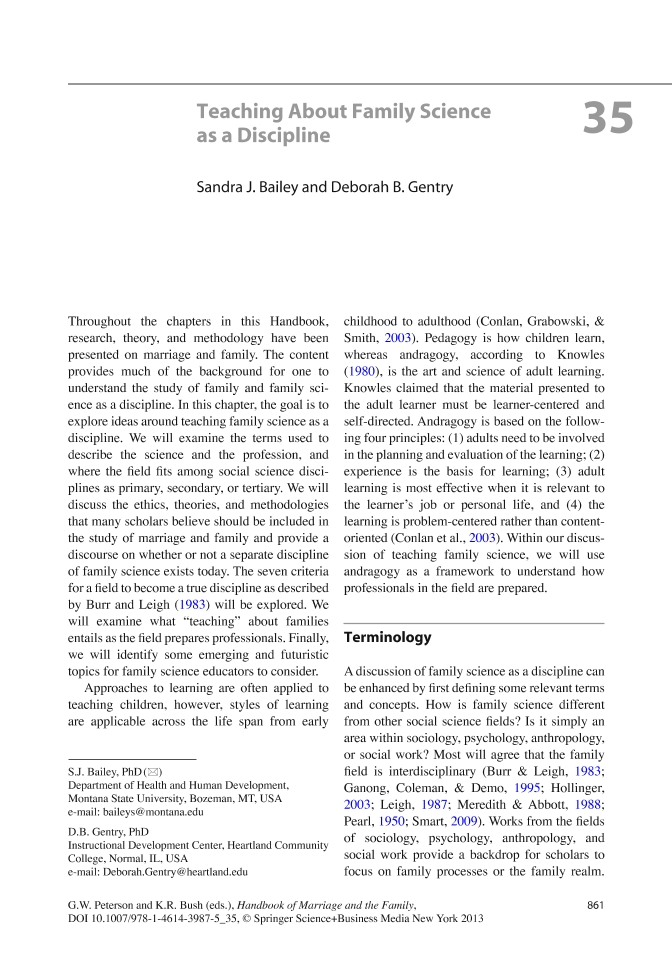 Teaching About Family Science
as a Discipline
35
Sandra J. Bailey and Deborah B. Gentry
Throughout the chapters in this Handbook,
research, theory, and methodology have been
presented on marriage and family. The content
provides much of the background for one to
understand the study of family and family sci-
ence as a discipline. In this chapter, the goal is to
explore ideas around teaching family science as a
discipline. We will examine the terms used to
describe the science and the profession, and
where the field fits among social science disci-
plines as primary, secondary, or tertiary. We will
discuss the ethics, theories, and methodologies
that many scholars believe should be included in
the study of marriage and family and provide a
discourse on whether or not a separate discipline
of family science exists today. The seven criteria
for a field to become a true discipline as described
by Burr and Leigh (1983) will be explored. We
will examine what “teaching” about families
entails as the field prepares professionals. Finally,
we will identify some emerging and futuristic
topics for family science educators to consider.
Approaches to learning are often applied to
teaching children, however, styles of learning
are applicable across the life span from early
S.J. Bailey, PhD (✉)
Department of Health and Human Development,
Montana State University, Bozeman, MT, USA
e-mail: baileys@montana.edu
D.B. Gentry, PhD
Instructional Development Center, Heartland Community
College, Normal, IL, USA
e-mail: Deborah.Gentry@heartland.edu
childhood to adulthood (Conlan, Grabowski, &
Smith, 2003). Pedagogy is how children learn,
whereas andragogy, according to Knowles
(1980), is the art and science of adult learning.
Knowles claimed that the material presented to
the adult learner must be learner-centered and
self-directed. Andragogy is based on the follow-
ing four principles: (1) adults need to be involved
in the planning and evaluation of the learning; (2)
experience is the basis for learning; (3) adult
learning is most effective when it is relevant to
the learner’s job or personal life, and (4) the
learning is problem-centered rather than content-
oriented (Conlan et al., 2003). Within our discus-
sion of teaching family science, we will use
andragogy as a framework to understand how
professionals in the field are prepared.
Terminology
A discussion of family science as a discipline can
be enhanced by first defining some relevant terms
and concepts. How is family science different
from other social science fields? Is it simply an
area within sociology, psychology, anthropology,
or social work? Most will agree that the family
field is interdisciplinary (Burr & Leigh, 1983;
Ganong, Coleman, & Demo, 1995; Hollinger,
2003; Leigh, 1987; Meredith & Abbott, 1988;
Pearl, 1950; Smart, 2009). Works from the fields
of sociology, psychology, anthropology, and
social work provide a backdrop for scholars to
focus on family processes or the family realm.
G.W. Peterson and K.R. Bush (eds.), Handbook of Marriage and the Family,
DOI 10.1007/978-1-4614-3987-5_35, © Springer Science+Business Media New York 2013
861